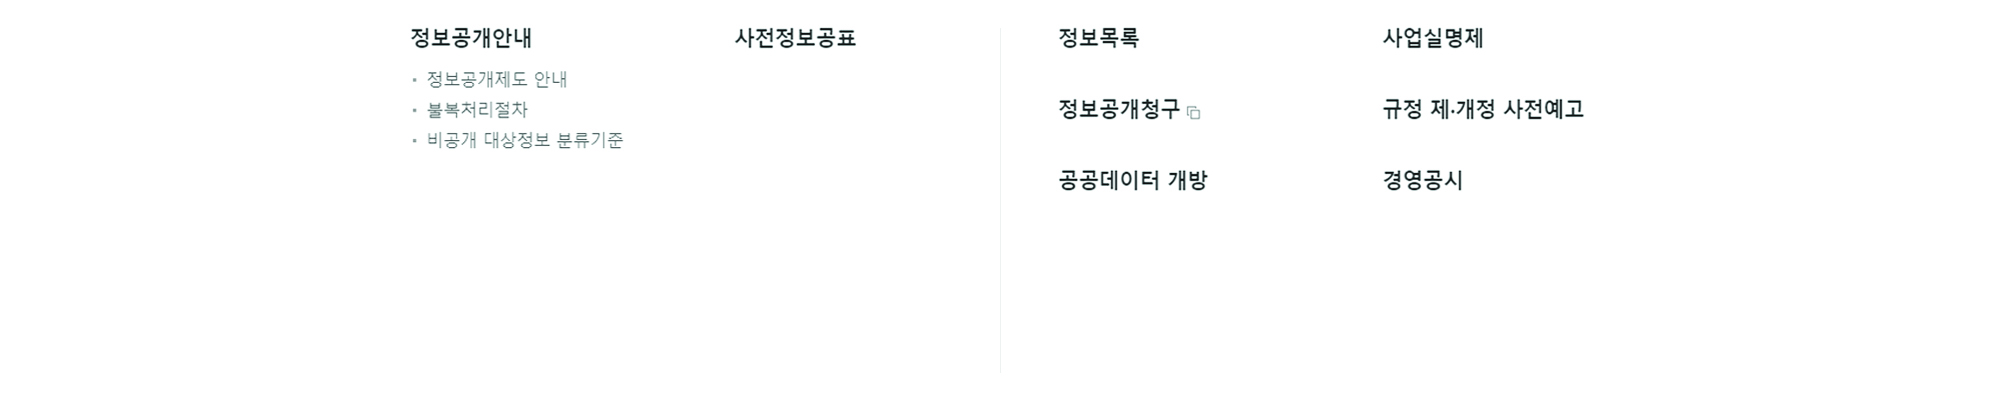 정보공개안내
정보공개제도 안내
불복처리절차
비공개 대상정보 분류기준
사전정보공표
정보목록
정보공개청구
공공데이터 개방
사업실명제
규정 제·개정 사전예고
경영공시